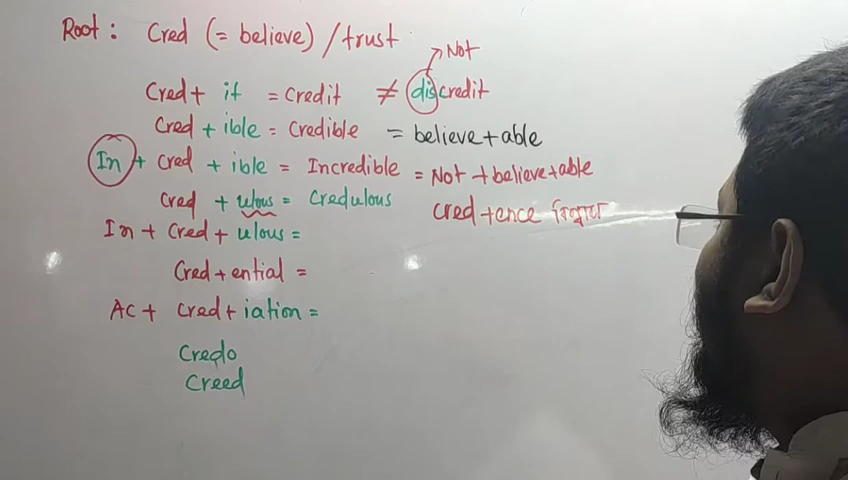 Root: Cred (= believe) / trust
Not
Cred + it = credit ≠ discredit
Cred + ible = Credible = believe + able
In + cred + ible = Incredible = Not + believe + able
cred + ulous = Credulous cred + ence বিশ্বাস
In + cred + ulous =
Cred + ential =
AC + cred + iation =
Credo
Creed